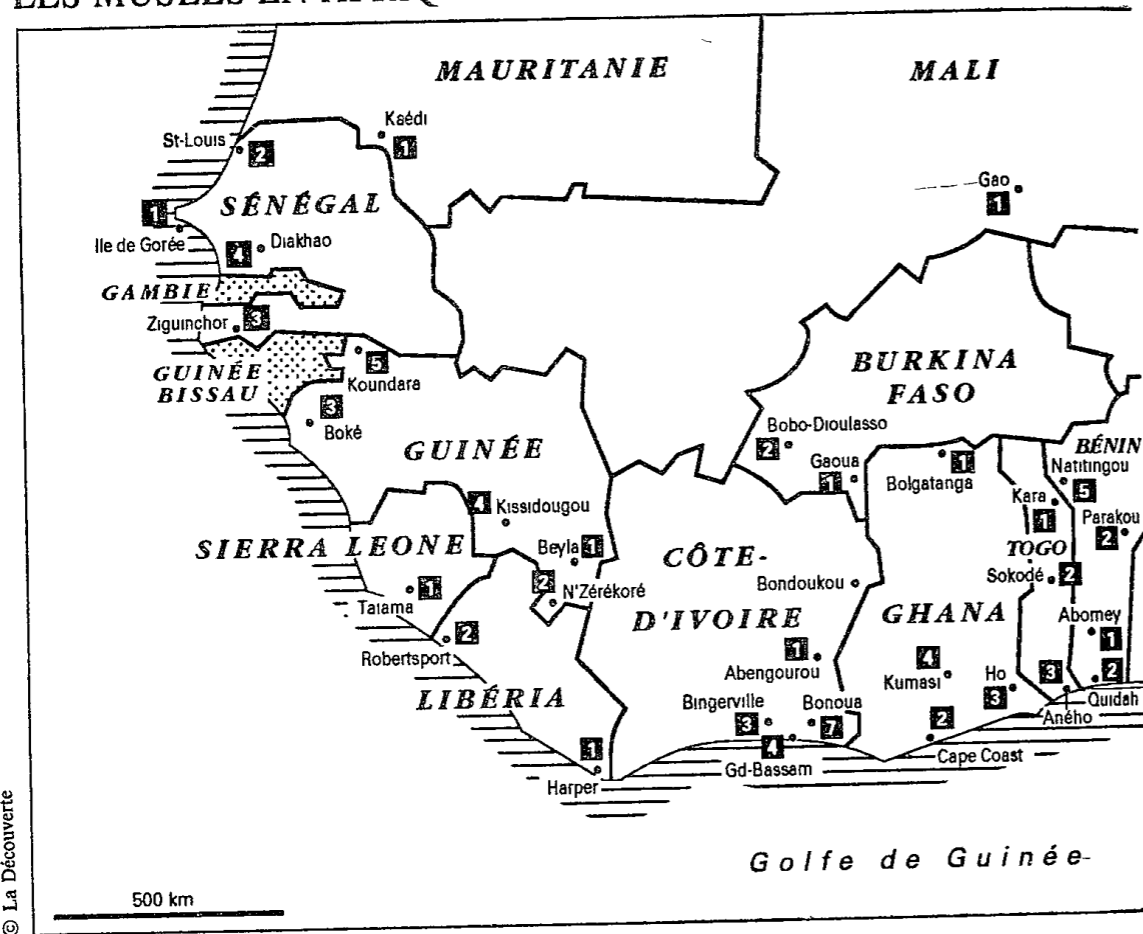 LES MUSÉES EN
MAURITANIE
MALI
Kaédi
1
St-Louis
2
Gao
1
SÉNÉGAL
1
Ile de Gorée
4
Diakhao
GAMBIE
Ziguinchor
3
GUINÉE
BISSAU
5
Koundara
3
Boké
BURKINA
FASO
Bobo-Dioulasso
2
Gaoua
1
Bolgatanga
1
BÉNIN
Natitingou
5
Kara
1
Parakou
2
GUINÉE
4
Kissidougou
SIERRA LEONE
Beyla
1
2
N'Zérékoré
CÔTE-
D'IVOIRE
Bondoukou
TOGO
Sokodé
2
GHANA
Taiama
1
Robertsport
2
LIBÉRIA
1
Abengourou
4
Kumasi
Abomey
1
Ho
3
3
Aného
2
Quidah
Bingerville
3
Bonoua
7
4
Gd-Bassam
2
Cape Coast
1
Harper
Golfe de Guinée
500 km
© La Découverte